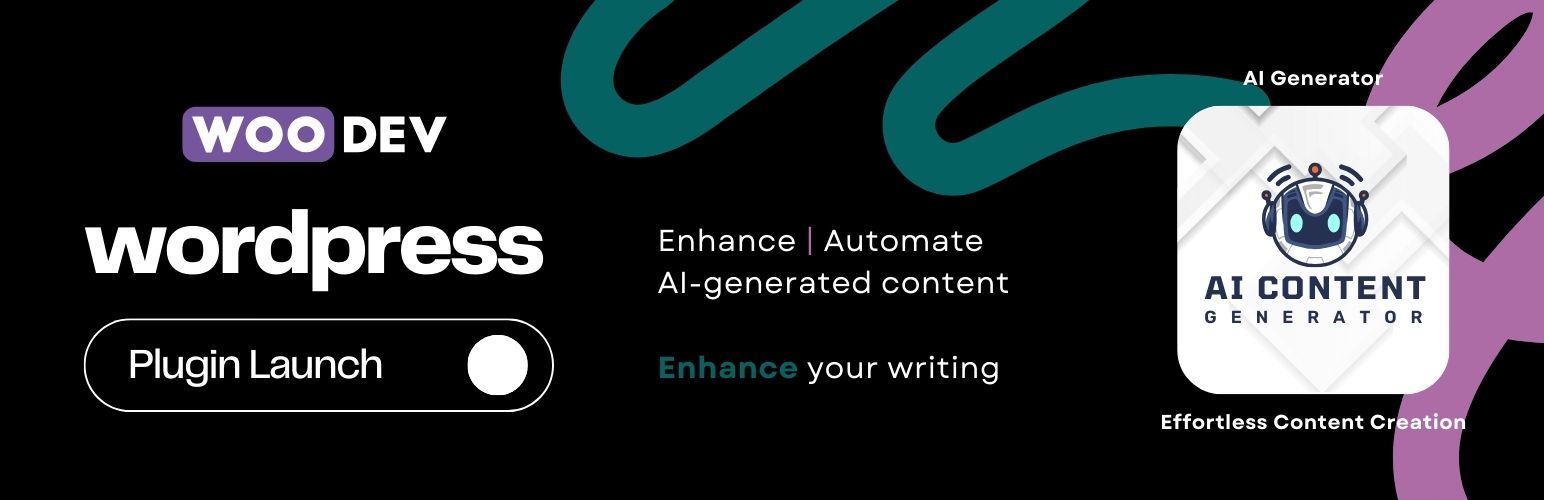 WOO DEV
wordpress
Plugin Launch
Enhance | Automate
AI-generated content
Enhance your writing
AI Generator
AI CONTENT
GENERATOR
Effortless Content Creation